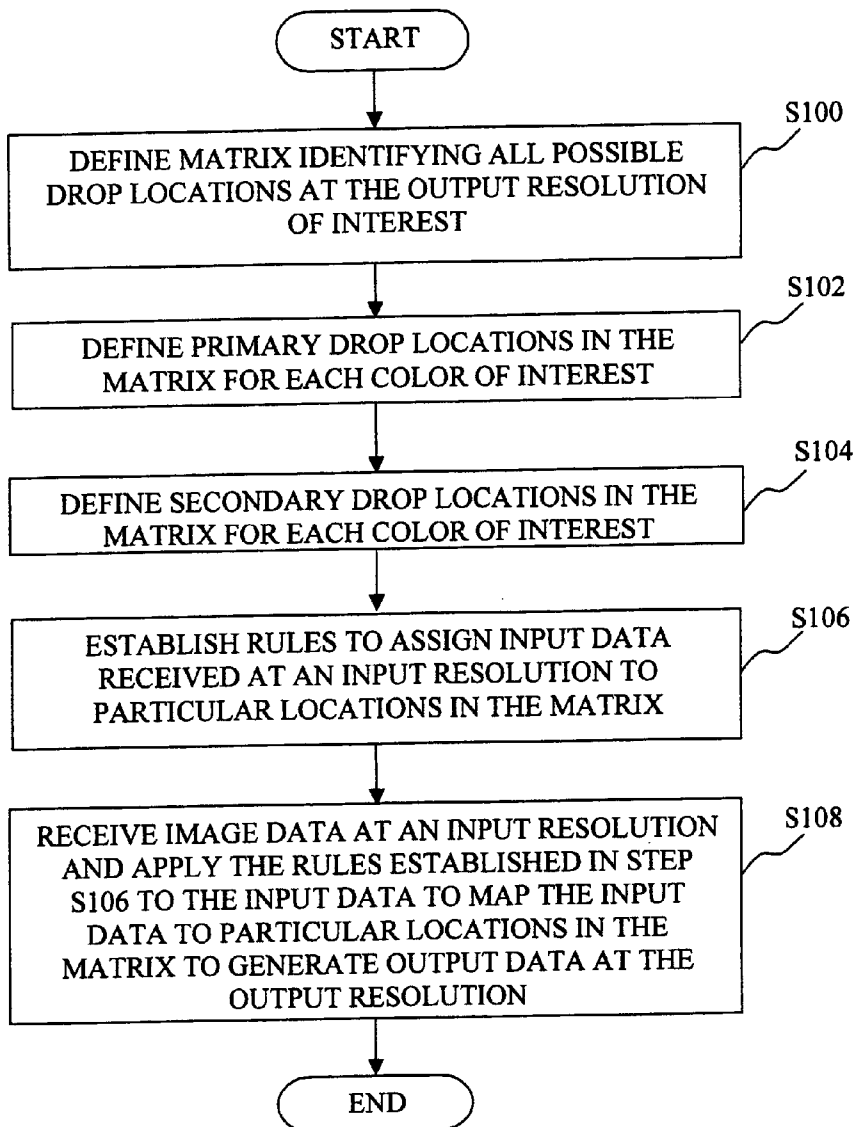 START
S100
DEFINE MATRIX IDENTIFYING ALL POSSIBLE
DROP LOCATIONS AT THE OUTPUT RESOLUTION
OF INTEREST
S102
DEFINE PRIMARY DROP LOCATIONS IN THE
MATRIX FOR EACH COLOR OF INTEREST
S104
DEFINE SECONDARY DROP LOCATIONS IN THE
MATRIX FOR EACH COLOR OF INTEREST
S106
ESTABLISH RULES TO ASSIGN INPUT DATA
RECEIVED AT AN INPUT RESOLUTION TO
PARTICULAR LOCATIONS IN THE MATRIX
S108
RECEIVE IMAGE DATA AT AN INPUT RESOLUTION
AND APPLY THE RULES ESTABLISHED IN STEP
S106 TO THE INPUT DATA TO MAP THE INPUT
DATA TO PARTICULAR LOCATIONS IN THE
MATRIX TO GENERATE OUTPUT DATA AT THE
OUTPUT RESOLUTION
END